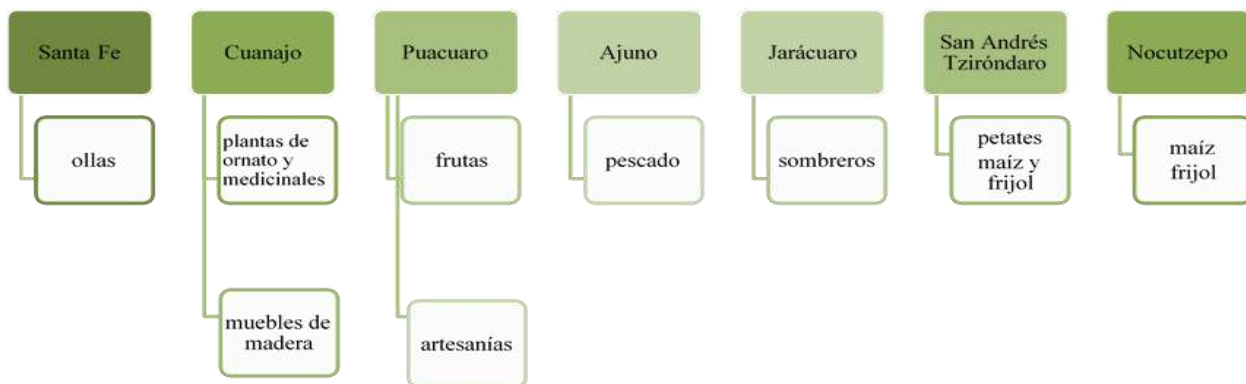 Santa Fe
Cuanajo
Puacuaro
Ajuno
Jarácuaro
San Andrés
Tziróndaro
Nocutzepo
ollas
plantas de
ornato y
medicinales
frutas
pescado
sombreros
petates
maíz y
frijol
maíz
frijol
muebles de
madera
artesanías